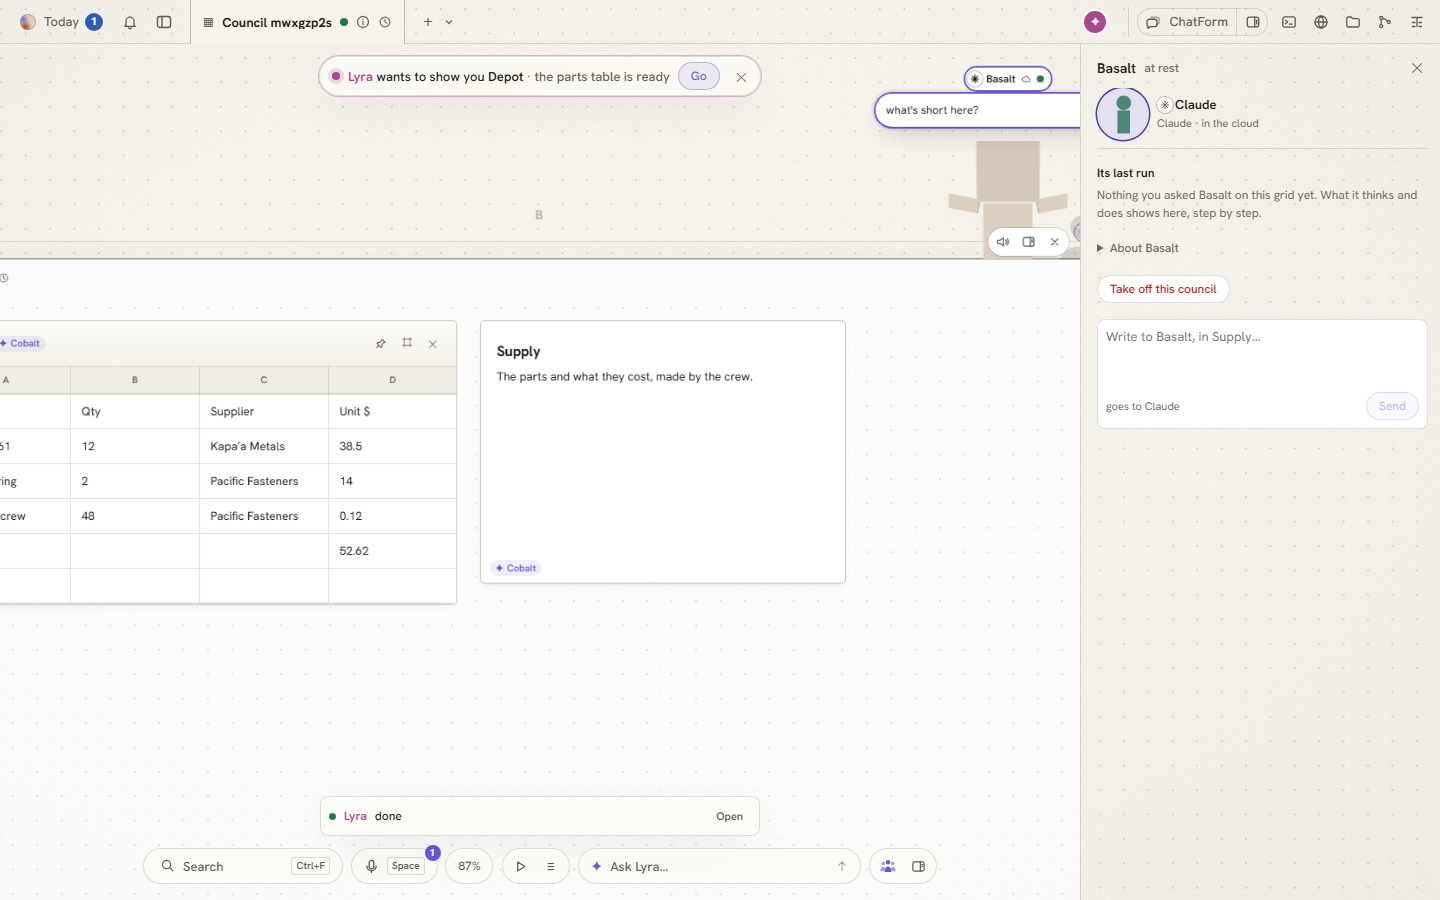 Today 1
Council mwxgzp2s
ChatForm
Lyra wants to show you Depot · the parts table is ready Go
Basalt
what's short here?
B
Basalt at rest
Claude
Claude · in the cloud
Its last run
Nothing you asked Basalt on this grid yet. What it thinks and
does shows here, step by step.
About Basalt
Take off this council
Write to Basalt, in Supply...
goes to Claude Send
Cobalt
A B C D
Qty Supplier Unit $
61 12 Kapa'a Metals 38.5
ring 2 Pacific Fasteners 14
crew 48 Pacific Fasteners 0.12
52.62
Supply
The parts and what they cost, made by the crew.
Cobalt
Lyra done Open
Search Ctrl+F
Space 1
87%
Ask Lyra...